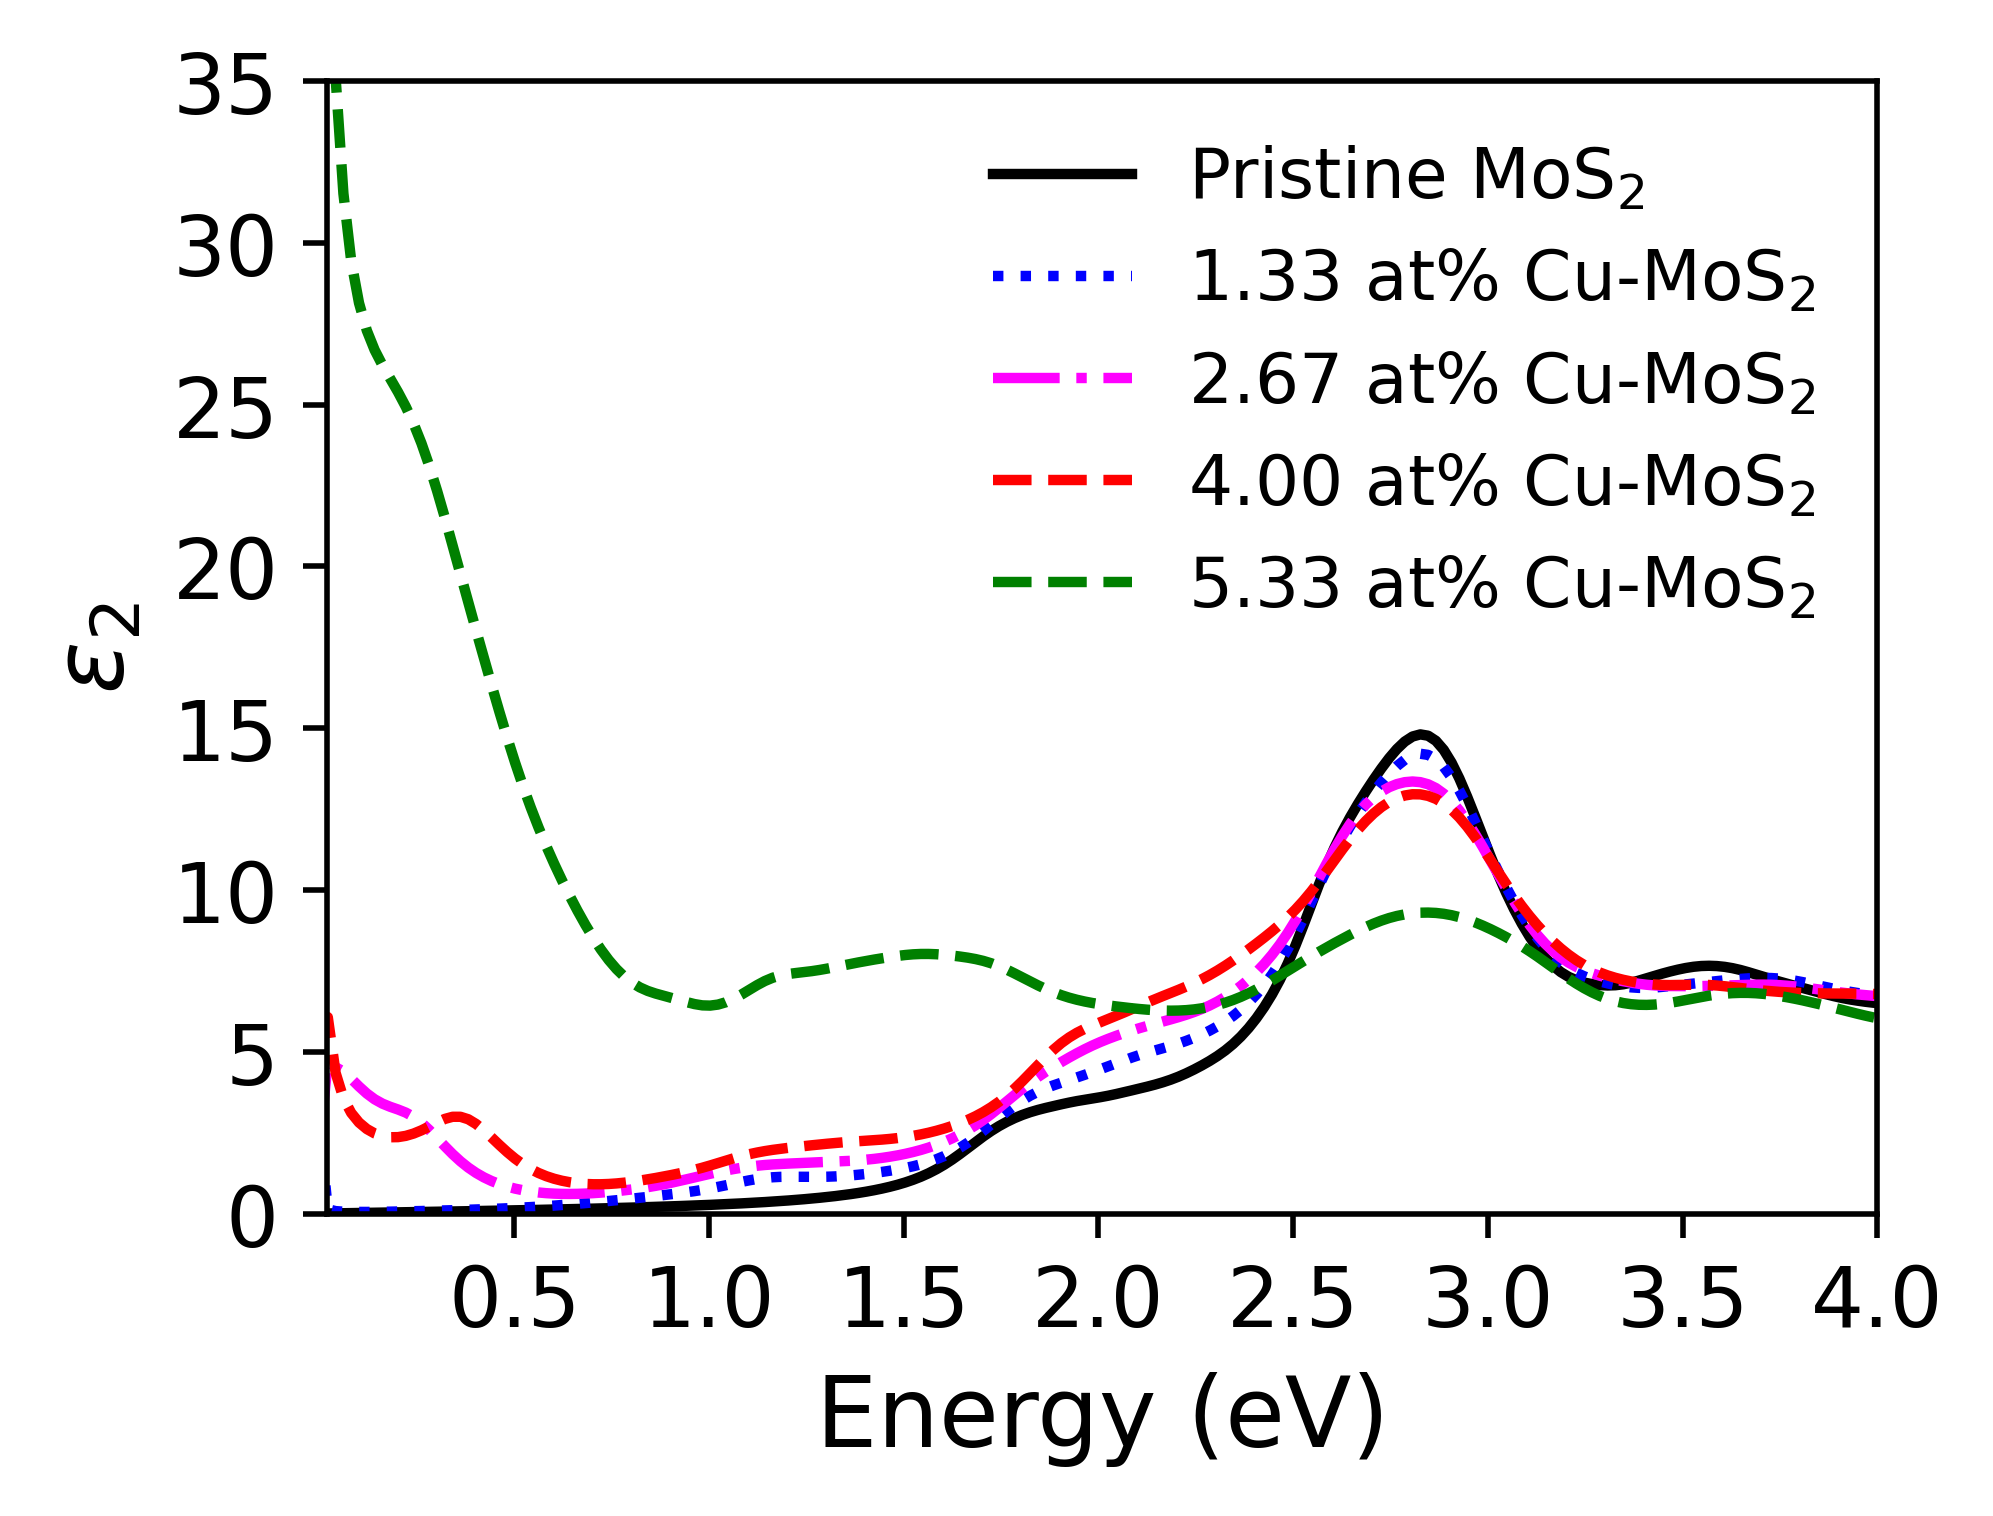 35
30
25
20
15
10
5
0
ε₂
Pristine MoS₂
1.33 at% Cu-MoS₂
2.67 at% Cu-MoS₂
4.00 at% Cu-MoS₂
5.33 at% Cu-MoS₂
0.5 1.0 1.5 2.0 2.5 3.0 3.5 4.0
Energy (eV)